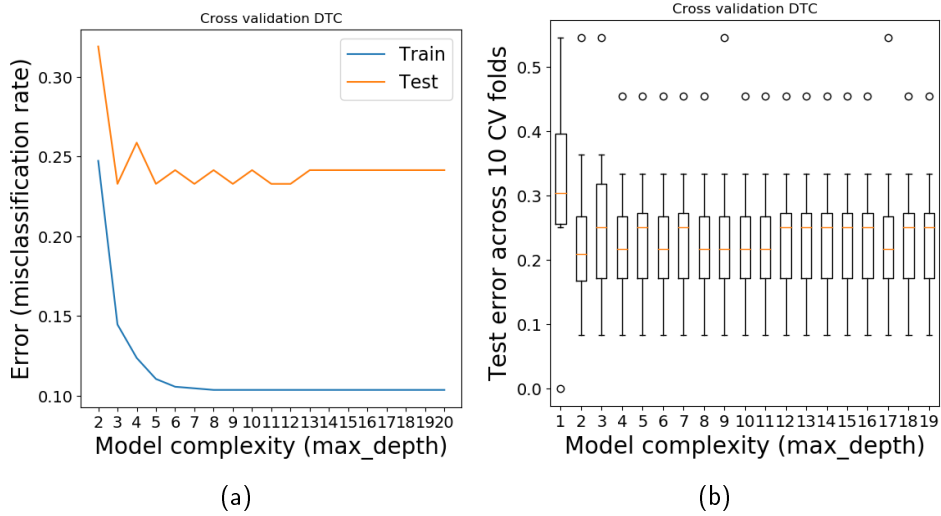 Cross validation DTC
Error (misclassification rate)
0.30
0.25
0.20
0.15
0.10
Train
Test
2 3 4 5 6 7 8 9 10 11 12 13 14 15 16 17 18 19 20
Model complexity (max_depth)
(a)
Cross validation DTC
Test error across 10 CV folds
0.5
0.4
0.3
0.2
0.1
0.0
1 2 3 4 5 6 7 8 9 10 11 12 13 14 15 16 17 18 19
Model complexity (max_depth)
(b)